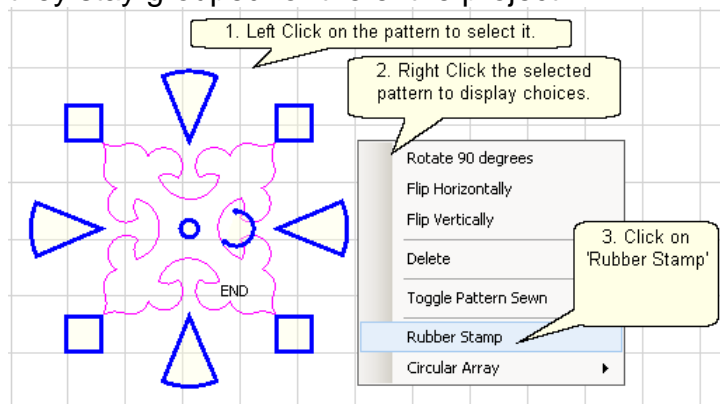 1. Left Click on the pattern to select it.
2. Right Click the selected
pattern to display choices.
Rotate 90 degrees
Flip Horizontally
Flip Vertically
3. Click on
'Rubber Stamp'
Delete
Toggle Pattern Sewn
END
Rubber Stamp
Circular Array